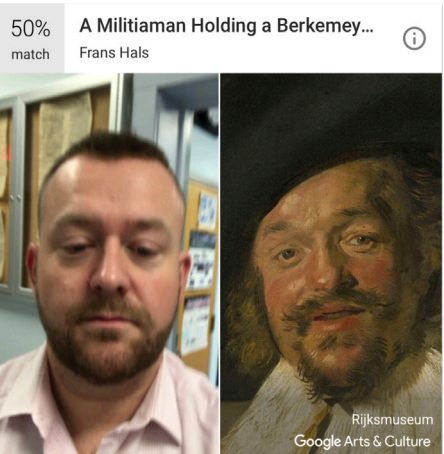 50%
match
A Militiaman Holding a Berkemey...
Frans Hals
Rijksmuseum
Google Arts & Culture